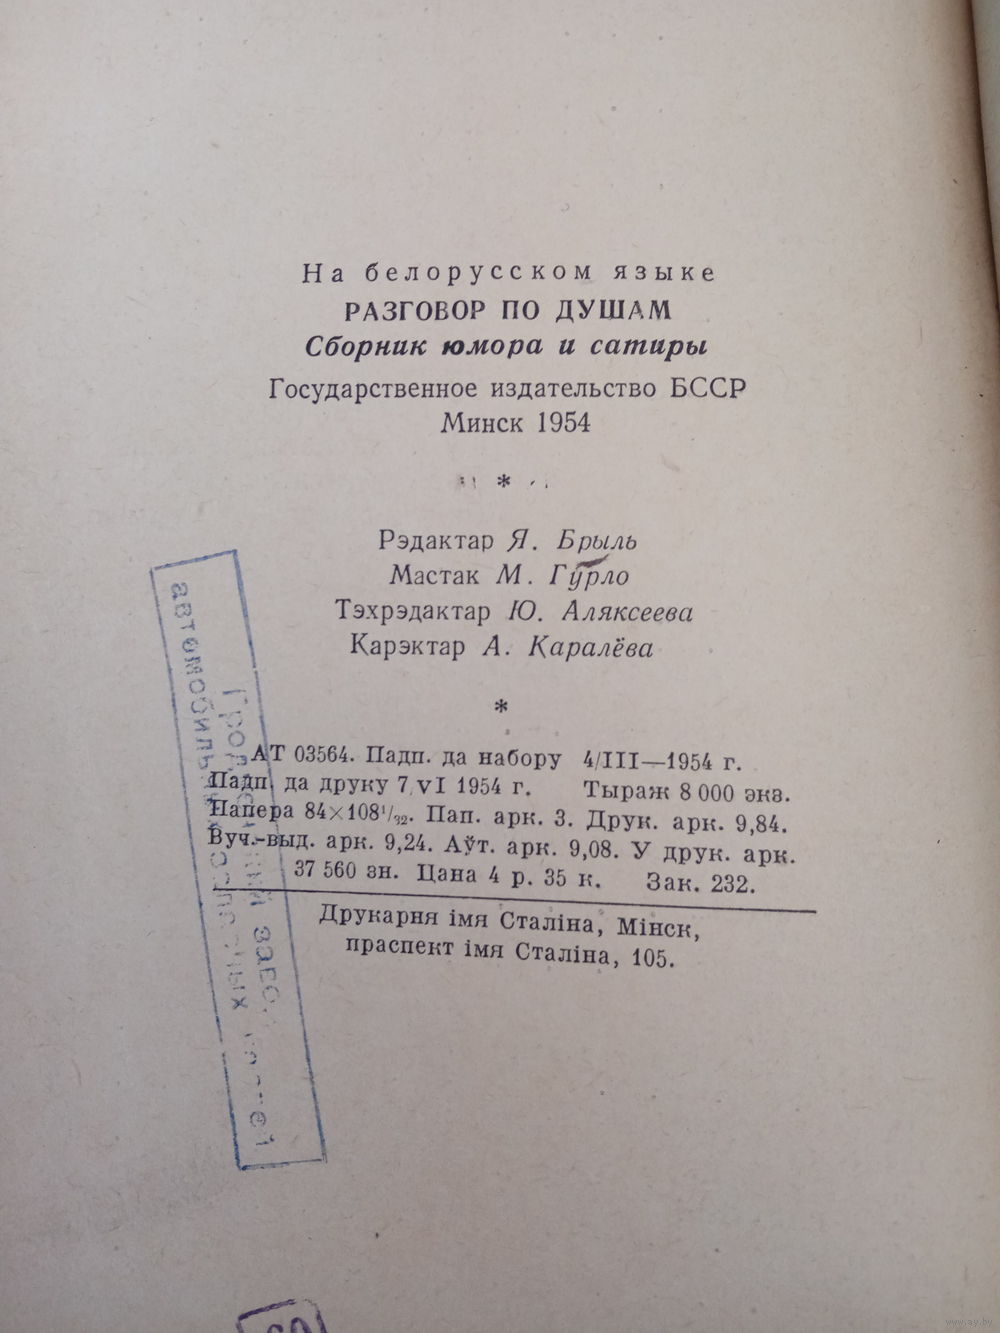 На белорусском языке
РАЗГОВОР ПО ДУШАМ
Сборник юмора и сатиры
Государственное издательство БССР
Минск 1954
*
Рэдактар Я. Брыль
Мастак М. Гурло
Тэхрэдактар Ю. Аляксеева
Карэктар А. Каралёва
*
АТ 03564. Падп. да набору 4/III—1954 г.
Падп. да друку 7 VI 1954 г. Тыраж 8 000 экз.
Папера 84×108¹/₃₂. Пап. арк. 3. Друк. арк. 9,84.
Вуч.-выд. арк. 9,24. Аўт. арк. 9,08. У друк. арк.
37 560 зн. Цана 4 р. 35 к. Зак. 232.
Друкарня імя Сталіна, Мінск,
праспект імя Сталіна, 105.
www.ay.by